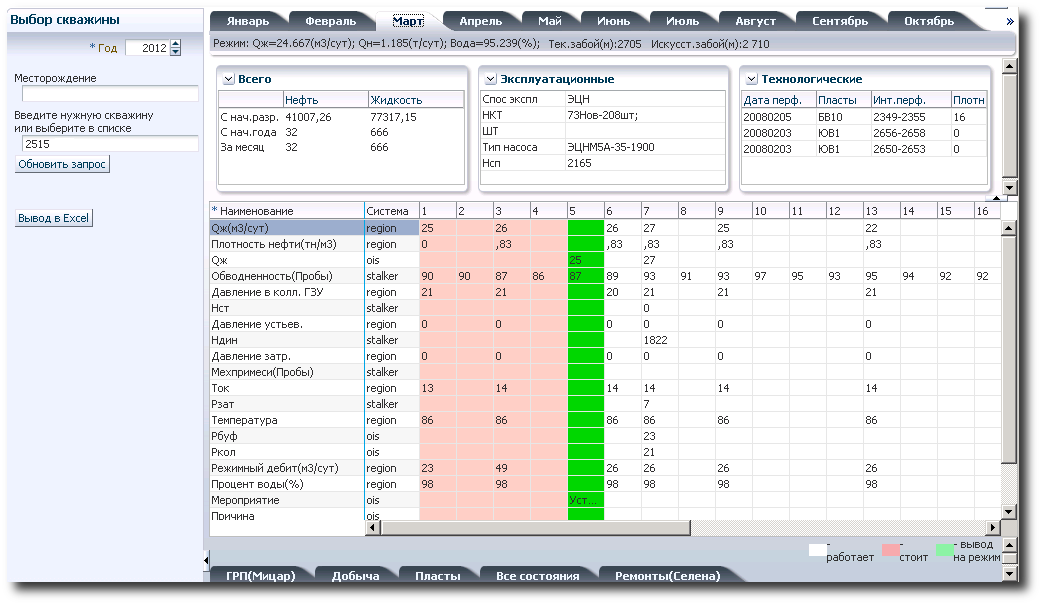 Выбор скважины
* Год 2012
Месторождение
Введите нужную скважину
или выберите в списке
2515
Обновить запрос
Вывод в Excel
Январь Февраль Март Апрель Май Июнь Июль Август Сентябрь Октябрь »
Режим: Qж=24.667(м3/сут); Qн=1.185(т/сут); Вода=95.239(%); Тек.забой(м):2705 Искусст.забой(м):2 710
Всего
Нефть Жидкость
С нач.разр. 41007,26 77317,15
С нач.года 32 666
За месяц 32 666
Эксплуатационные
Спос экспл ЭЦН
НКТ 73Нов-208шт;
ШТ
Тип насоса ЭЦНМ5А-35-1900
Нсп 2165
Технологические
Дата перф. Пласты Инт.перф. Плотн
20080205 БВ10 2349-2355 16
20080203 ЮВ1 2656-2658 0
20080203 ЮВ1 2650-2653 0
* Наименование Система 1 2 3 4 5 6 7 8 9 10 11 12 13 14 15 16
Qж(м3/сут) region 25 26 26 27 25 22
Плотность нефти(тн/м3) region 0 ,83 ,83 ,83 ,83 ,83
Qж ois 25 27
Обводненность(Пробы) stalker 90 90 87 86 87 89 93 91 93 97 95 93 95 94 92 92
Давление в колл. ГЗУ region 21 21 20 21 21 21
Нст stalker 0
Давление устьев. region 0 0 0 0 0 0
Ндин stalker 1822
Давление затр. region 0 0 0 0 0 0
Мехпримеси(Пробы) stalker
Ток region 13 14 14 14 14 14
Рзат stalker 7
Температура region 86 86 86 86 86 86
Рбуф ois 23
Ркол ois 21
Режимный дебит(м3/сут) region 23 49 26 26 26 26
Процент воды(%) region 98 98 98 98 98 98
Мероприятие ois Уст...
Причина ois
- работает - стоит - вывод на режим
ГРП(Мицар) Добыча Пласты Все состояния Ремонты(Селена)